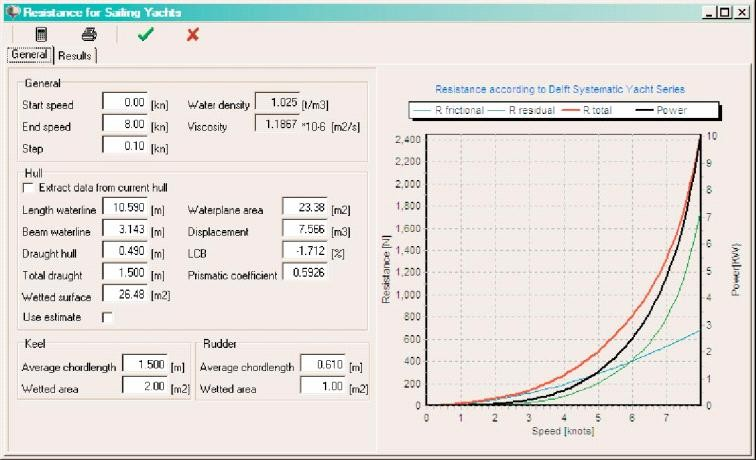 Resistance for Sailing Yachts
General Results
General
Start speed 0.00 [kn] Water density 1.025 [t/m3]
End speed 8.00 [kn] Viscosity 1.1867 *10-6 [m2/s]
Step 0.10 [kn]
Hull
Extract data from current hull
Length waterline 10.590 [m] Waterplane area 23.38 [m2]
Beam waterline 3.143 [m] Displacement 7.566 [m3]
Draught hull 0.490 [m] LCB -1.712 [%]
Total draught 1.500 [m] Prismatic coefficient 0.5926
Wetted surface 26.48 [m2]
Use estimate
Keel
Average chordlength 1.500 [m]
Wetted area 2.00 [m2]
Rudder
Average chordlength 0.610 [m]
Wetted area 1.00 [m2]
Resistance according to Delft Systematic Yacht Series
R frictional R residual R total Power
2,400
2,200
2,000
1,800
1,600
1,400
1,200
1,000
800
600
400
200
0
Resistance [N]
10
9
8
7
6
5
4
3
2
1
0
Power[KW]
0 1 2 3 4 5 6 7
Speed [knots]